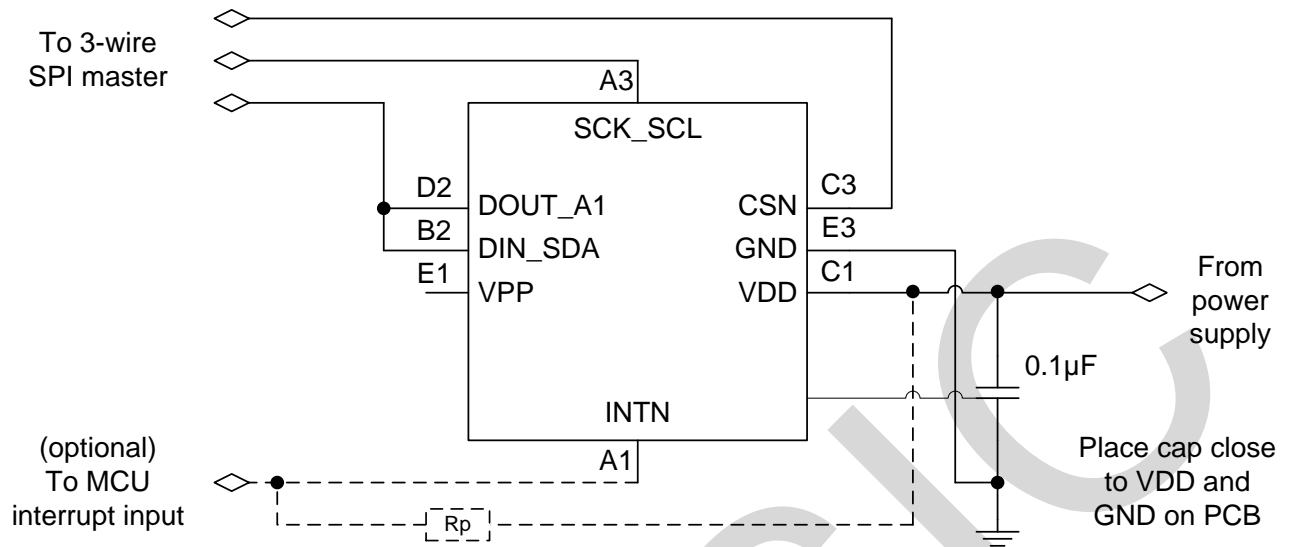 To 3-wire
SPI master
A3
SCK_SCL
D2
DOUT_A1
B2
DIN_SDA
E1
VPP
C3
CSN
E3
GND
C1
VDD
From
power
supply
0.1µF
INTN
A1
(optional)
To MCU
interrupt input
Rp
Place cap close
to VDD and
GND on PCB
SIC